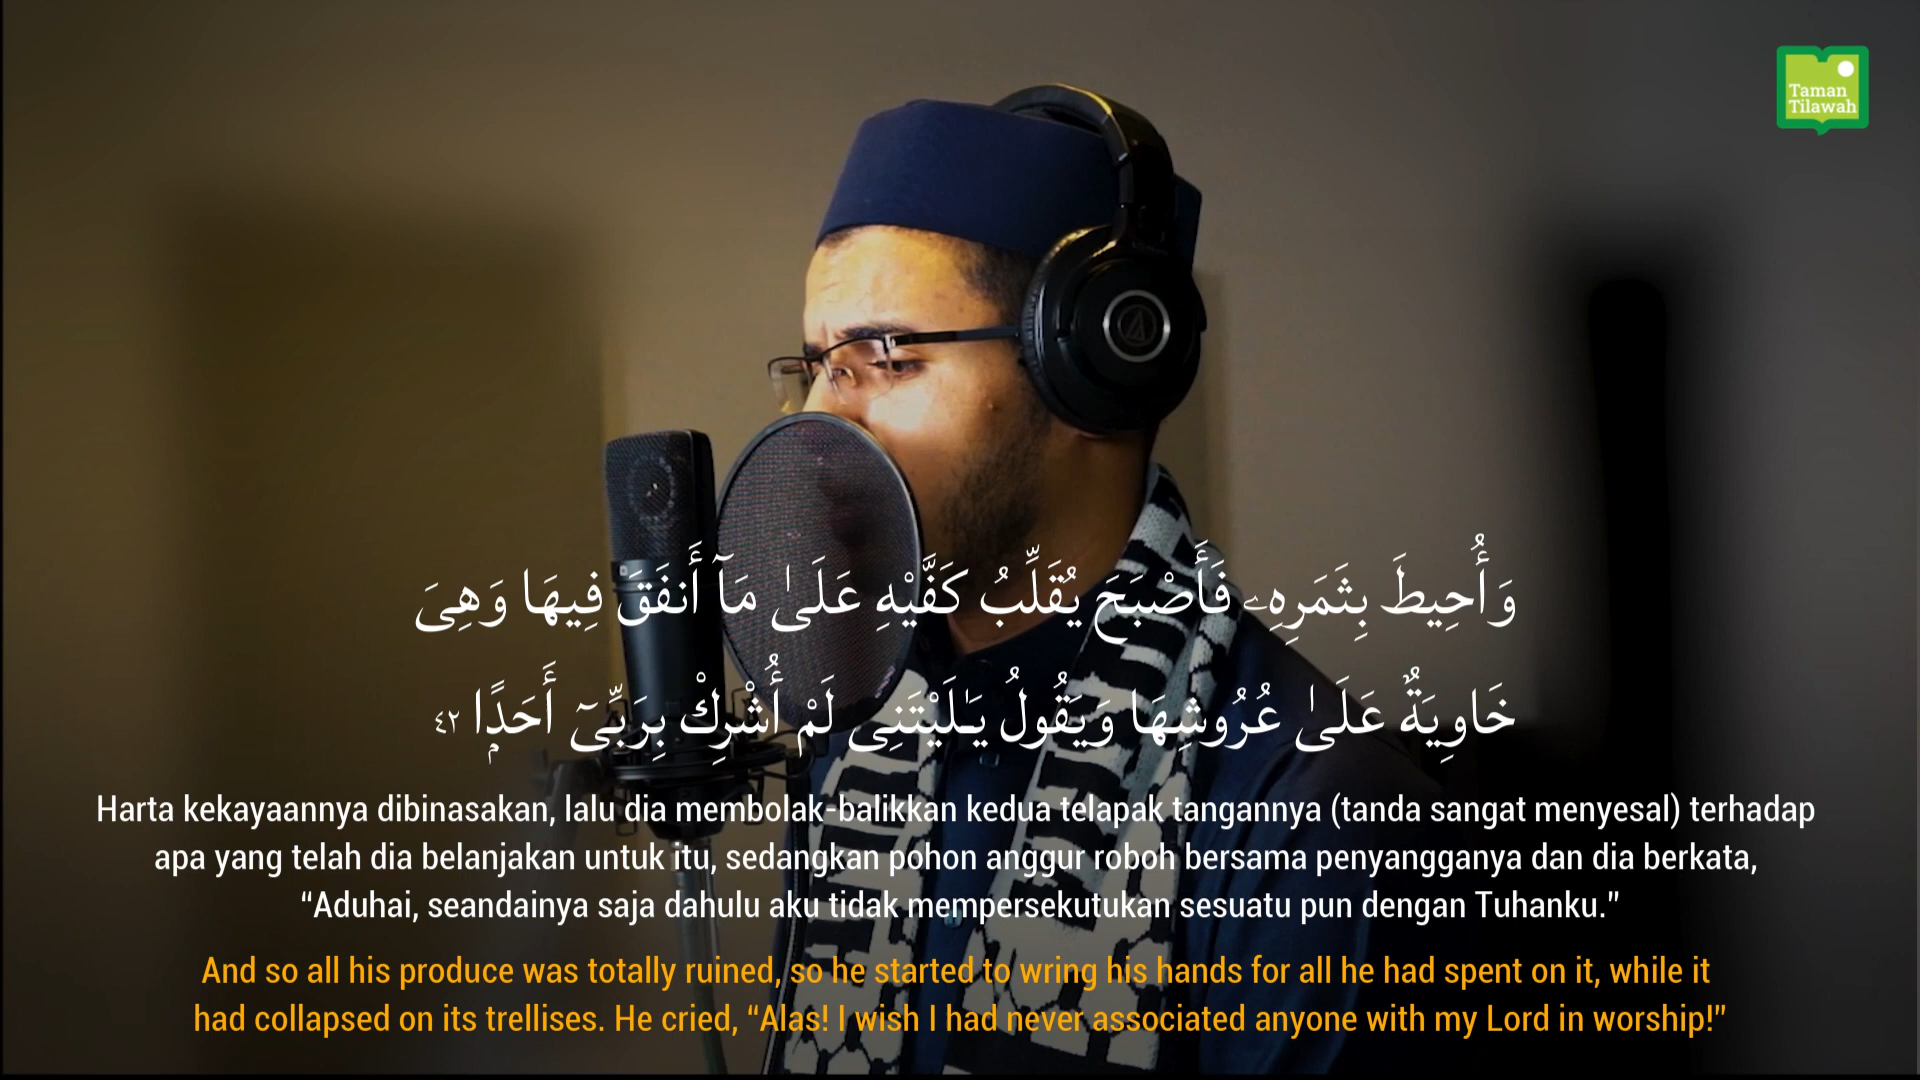 Taman
Tilawah
وَأُحِيطَ بِثَمَرِهِۦ فَأَصْبَحَ يُقَلِّبُ كَفَّيْهِ عَلَىٰ مَآ أَنفَقَ فِيهَا وَهِىَ
خَاوِيَةٌ عَلَىٰ عُرُوشِهَا وَيَقُولُ يَـٰلَيْتَنِى لَمْ أُشْرِكْ بِرَبِّىٓ أَحَدًۭا ٤٢
Harta kekayaannya dibinasakan, lalu dia membolak-balikkan kedua telapak tangannya (tanda sangat menyesal) terhadap
apa yang telah dia belanjakan untuk itu, sedangkan pohon anggur roboh bersama penyangganya dan dia berkata,
“Aduhai, seandainya saja dahulu aku tidak mempersekutukan sesuatu pun dengan Tuhanku.”
And so all his produce was totally ruined, so he started to wring his hands for all he had spent on it, while it
had collapsed on its trellises. He cried, “Alas! I wish I had never associated anyone with my Lord in worship!”